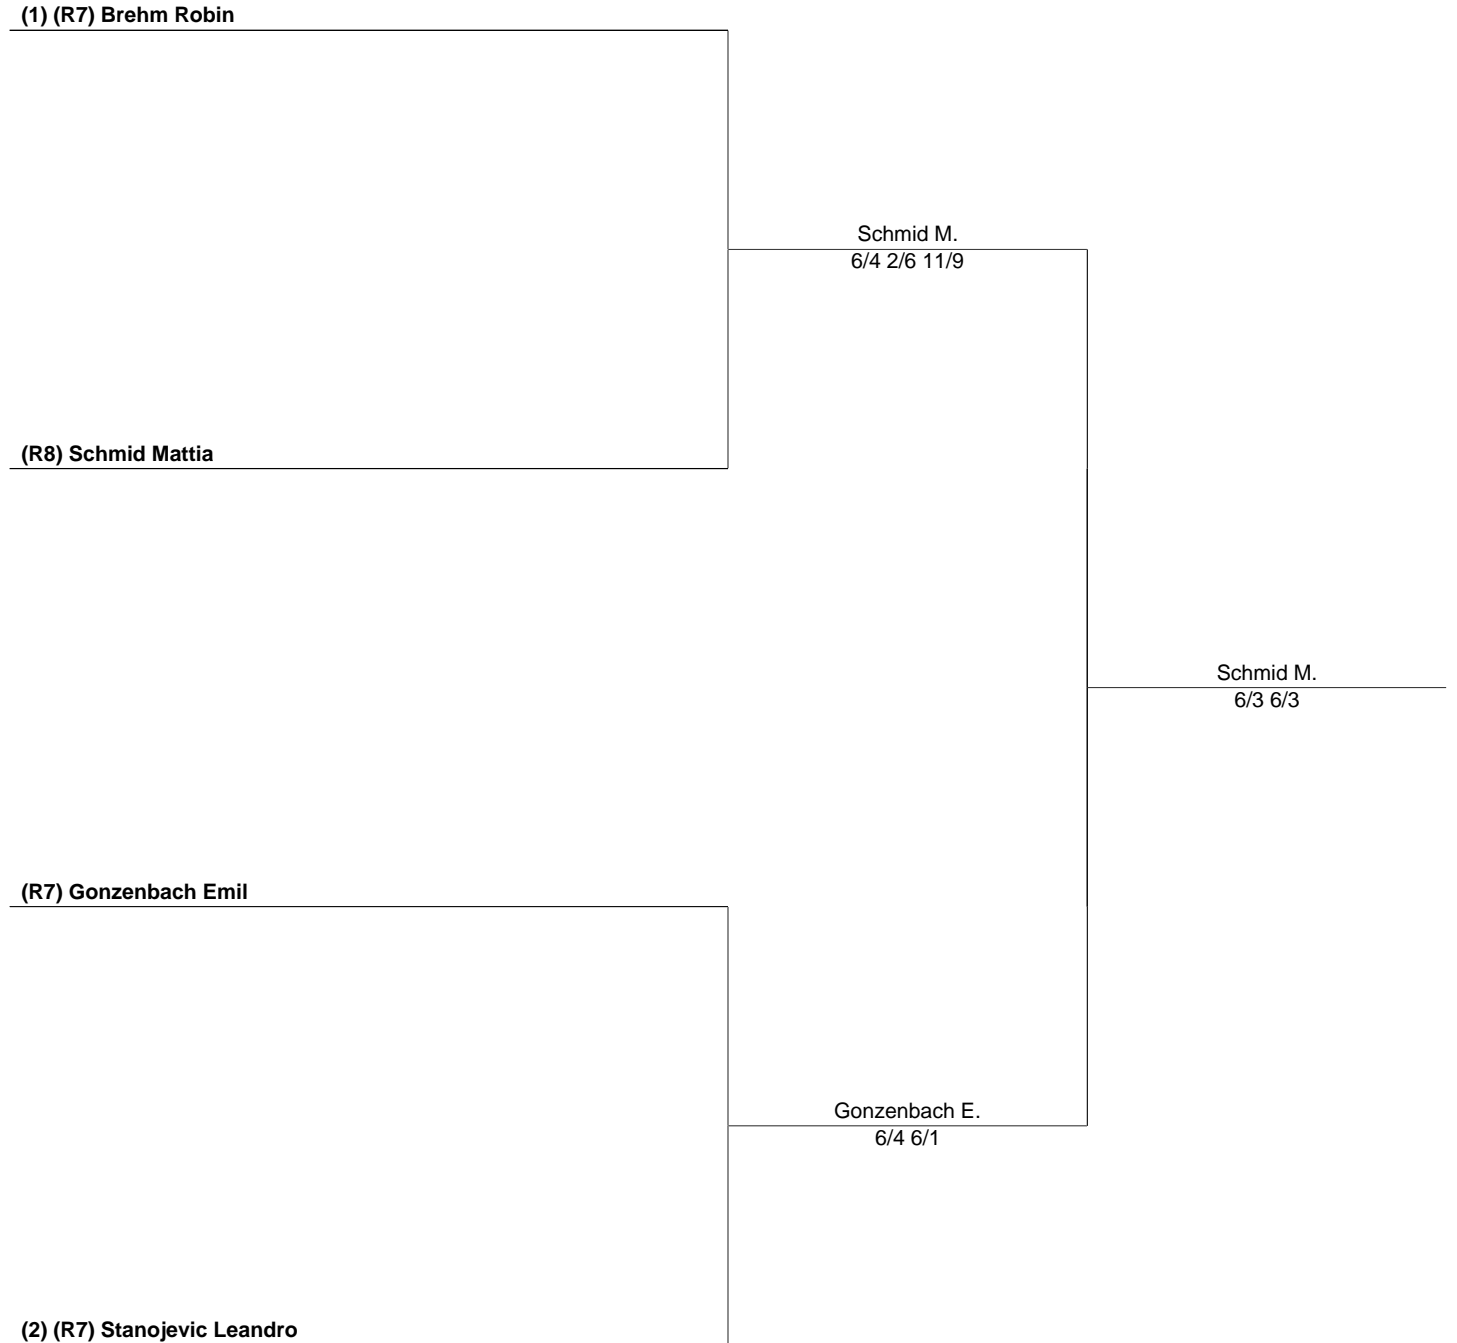 (1) (R7) Brehm Robin
Schmid M.
6/4 2/6 11/9
(R8) Schmid Mattia
Schmid M.
6/3 6/3
(R7) Gonzenbach Emil
Gonzenbach E.
6/4 6/1
(2) (R7) Stanojevic Leandro